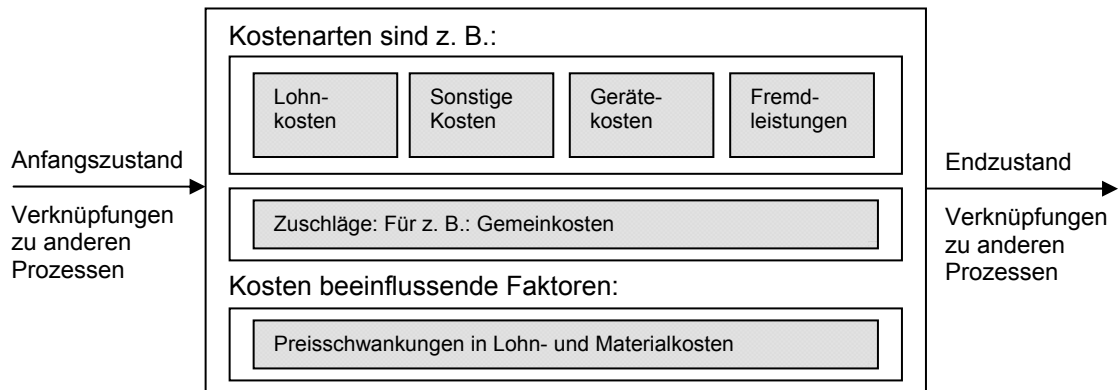 Kostenarten sind z. B.:
Lohn-
kosten
Sonstige
Kosten
Geräte-
kosten
Fremd-
leistungen
Anfangszustand
Verknüpfungen
zu anderen
Prozessen
Endzustand
Verknüpfungen
zu anderen
Prozessen
Zuschläge: Für z. B.: Gemeinkosten
Kosten beeinflussende Faktoren:
Preisschwankungen in Lohn- und Materialkosten